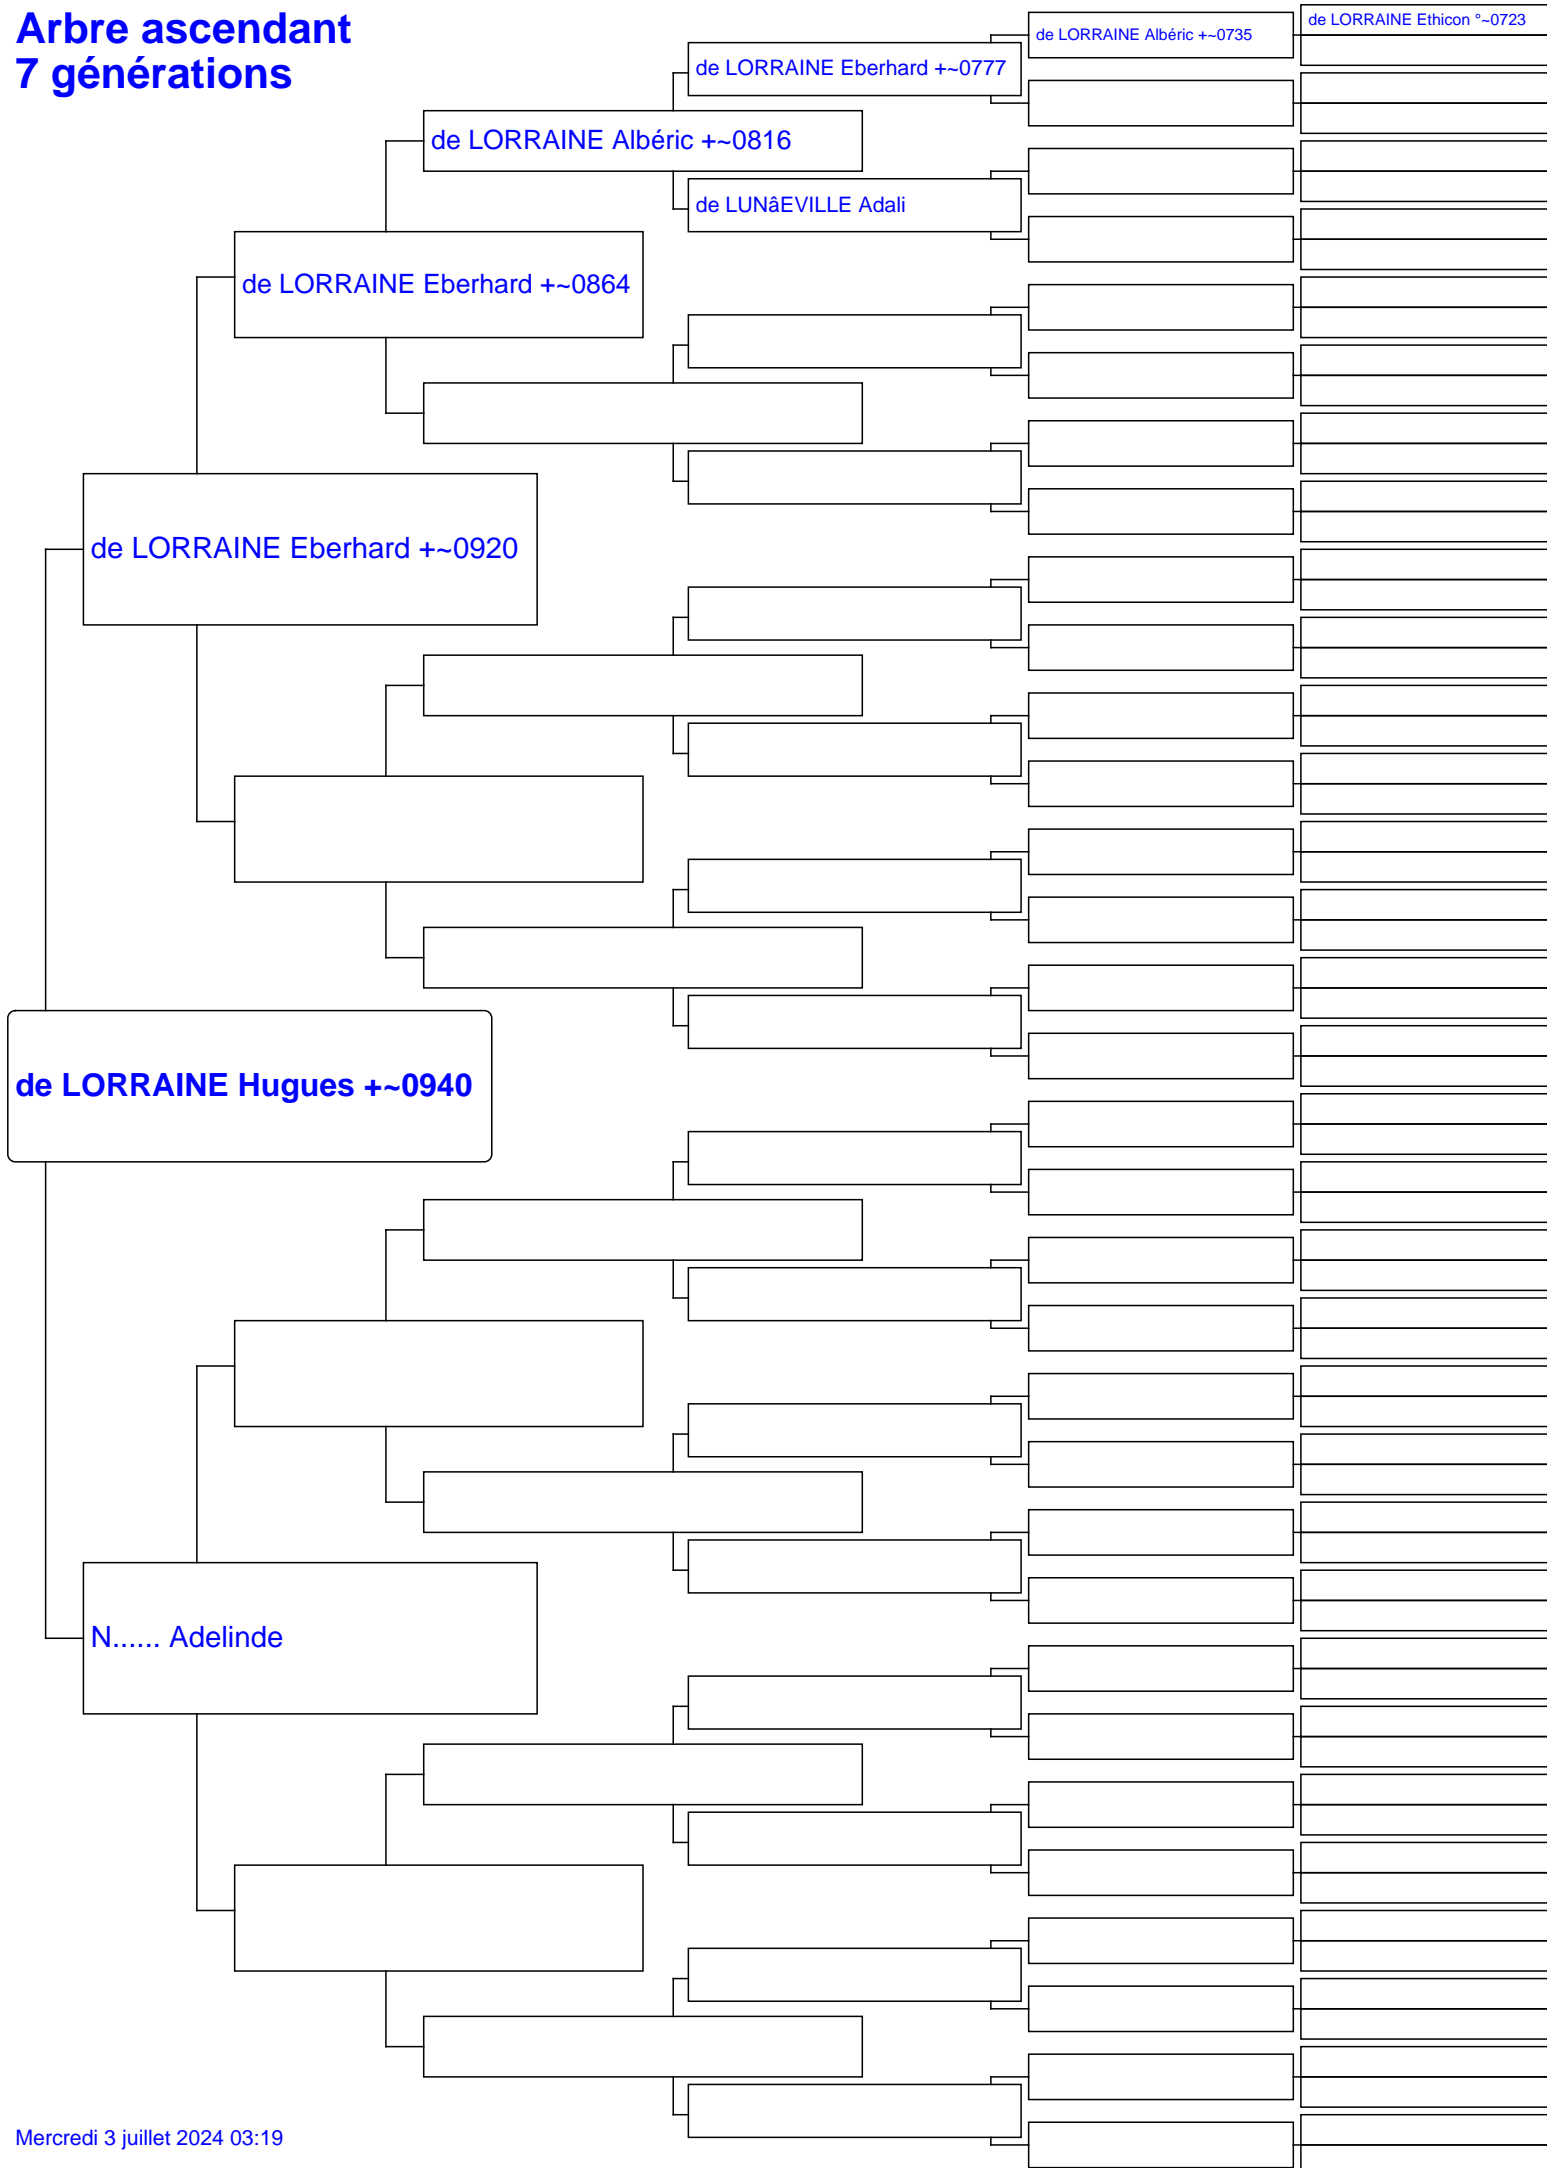 Arbre ascendant
7 générations
de LORRAINE Ethicon °~0723
de LORRAINE Albéric +~0735
de LORRAINE Eberhard +~0777
de LORRAINE Albéric +~0816
de LUNâEVILLE Adali
de LORRAINE Eberhard +~0864
de LORRAINE Eberhard +~0920
de LORRAINE Hugues +~0940
N...... Adelinde
Mercredi 3 juillet 2024 03:19